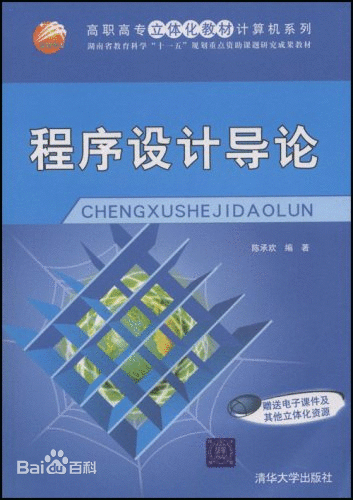 高职高专立体化教材计算机系列
湖南省教育科学“十一五”规划重点资助课题研究成果教材
程序设计导论
CHENGXUSHEJIDAOLUN
陈承欢 编 著
赠送电子课件及
其他立体化资源
清华大学出版社
Baidu百科